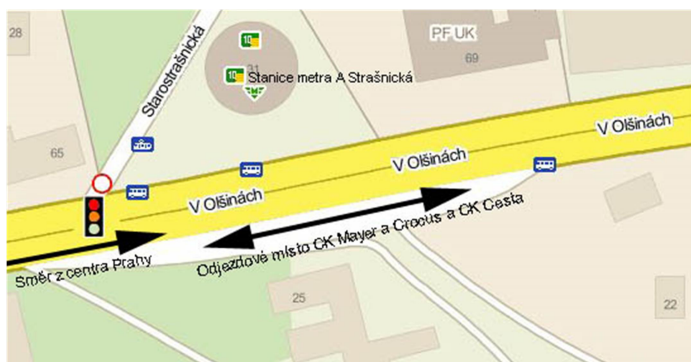 28
PF UK
69
31
10
10
Stanice metra A Strašnická
Starostrašnická
65
V Olšinách
V Olšinách
V Olšinách
Směr z centra Prahy
Odjezdové místo CK Mayer a Crocus a CK Cesta
25
22